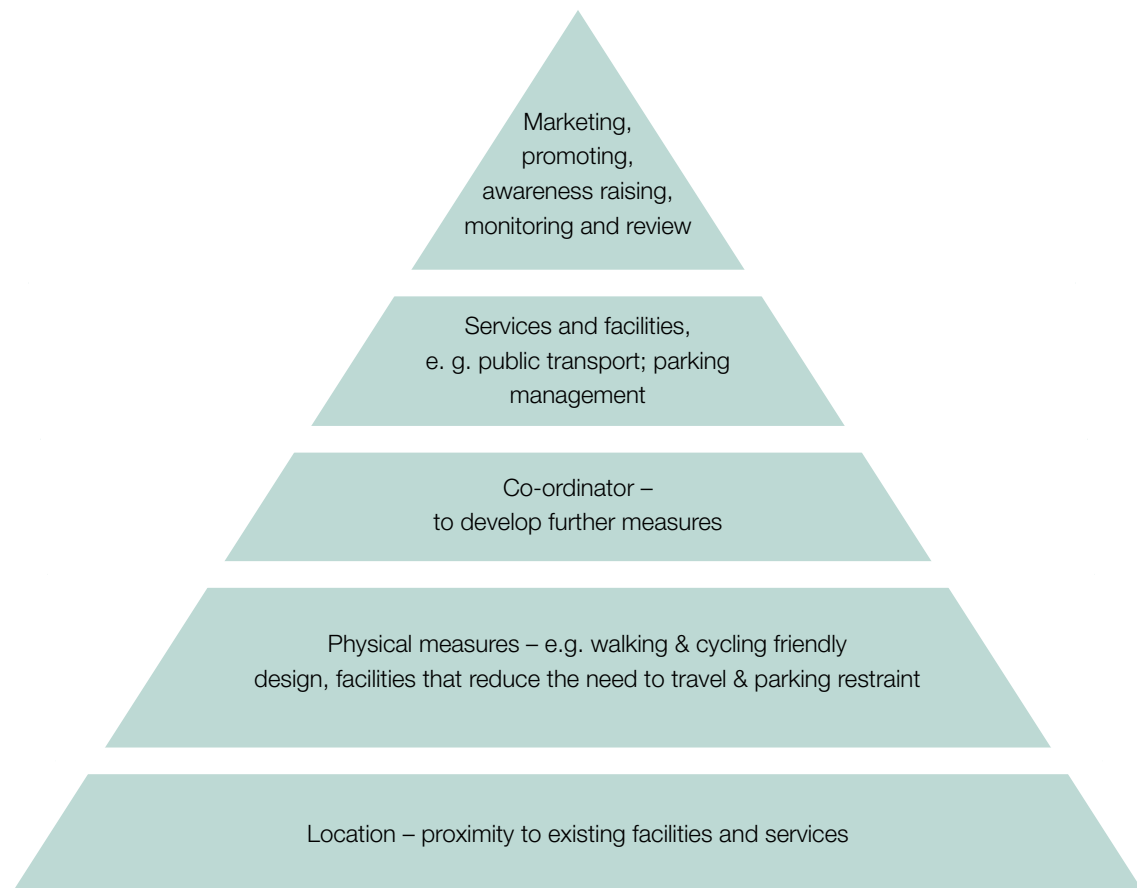 Marketing,
promoting,
awareness raising,
monitoring and review
Services and facilities,
e. g. public transport; parking
management
Co-ordinator –
to develop further measures
Physical measures – e.g. walking & cycling friendly
design, facilities that reduce the need to travel & parking restraint
Location – proximity to existing facilities and services